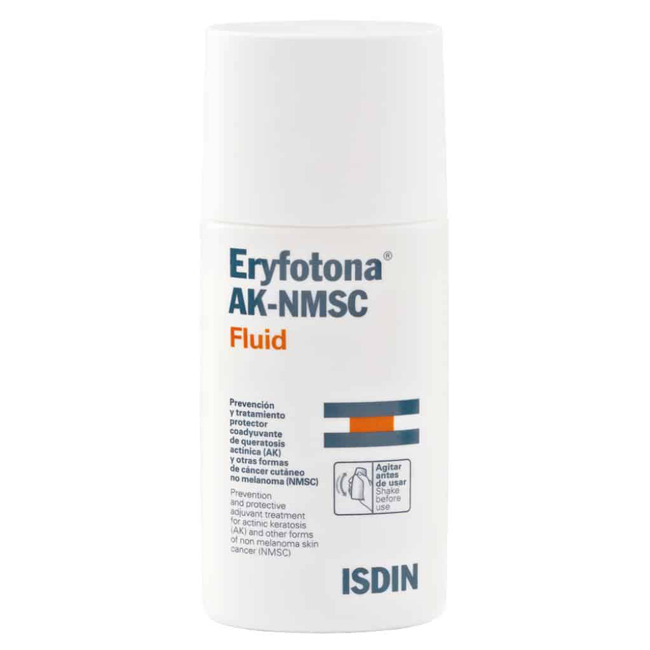 Eryfotona®
AK-NMSC
Fluid
Prevención
y tratamiento
protector
coadyuvante
de queratosis
actínica (AK)
y otras formas
de cáncer cutáneo
no melanoma (NMSC)
Prevention
and protective
adjuvant treatment
for actinic keratosis
(AK) and other forms
of non melanoma skin
cancer (NMSC)
Agitar
antes
de usar
Shake
before
use
ISDIN